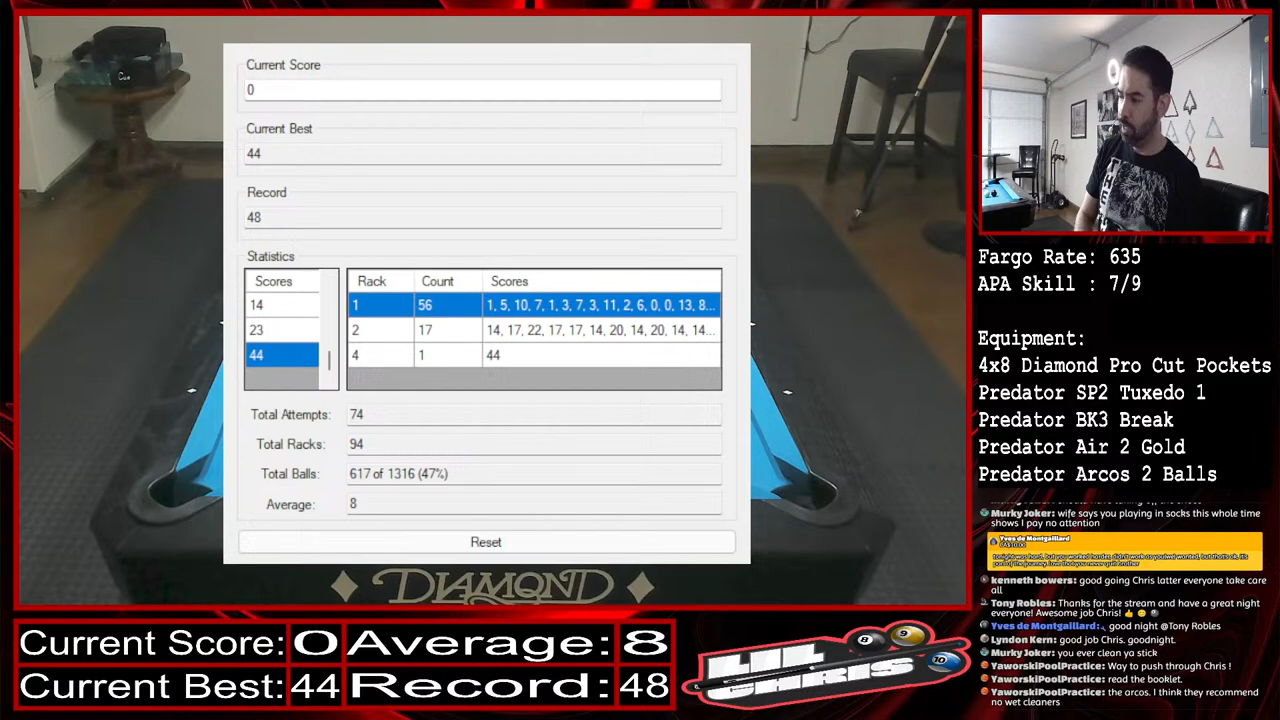 Current Score
0
Current Best
44
Record
48
Statistics
Scores
14
23
44
Rack Count Scores
1 56 1, 5, 10, 7, 1, 3, 7, 3, 11, 2, 6, 0, 0, 13, 8...
2 17 14, 17, 22, 17, 17, 14, 20, 14, 20, 14, 14...
4 1 44
Total Attempts: 74
Total Racks: 94
Total Balls: 617 of 1316 (47%)
Average: 8
Reset
DIAMOND
Fargo Rate: 635
APA Skill : 7/9
Equipment:
4x8 Diamond Pro Cut Pockets
Predator SP2 Tuxedo 1
Predator BK3 Break
Predator Air 2 Gold
Predator Arcos 2 Balls
Murky Joker: wife says you playing in socks this whole time
shows I pay no attention
Yves de Montgaillard
kenneth bowers: good going Chris latter everyone take care
all
Tony Robles: Thanks for the stream and have a great night
everyone! Awesome job Chris!
Yves de Montgaillard: good night @Tony Robles
Lyndon Kern: good job Chris. goodnight.
Murky Joker: you ever clean ya stick
YaworskiPoolPractice: Way to push through Chris !
YaworskiPoolPractice: read the booklet.
YaworskiPoolPractice: the arcos. I think they recommend
no wet cleaners
Current Score: 0 Average: 8
Current Best: 44 Record: 48
LIL CHRIS
8 9 10